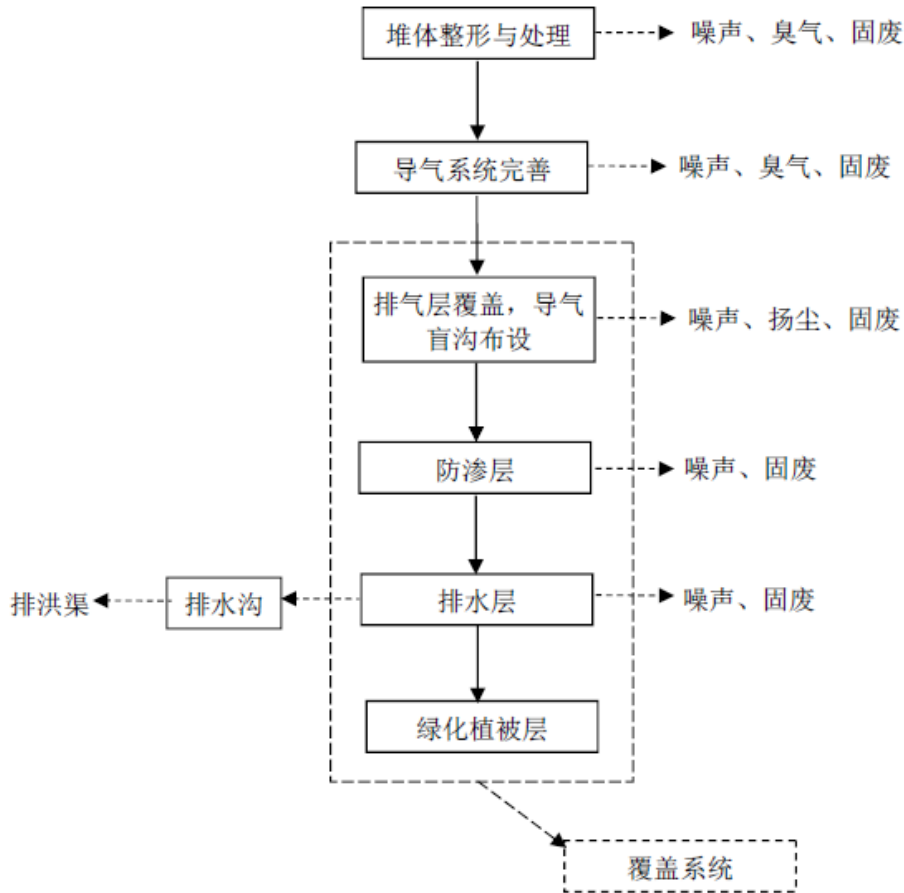 堆体整形与处理
噪声、臭气、固废
导气系统完善
噪声、臭气、固废
排气层覆盖，导气
盲沟布设
噪声、扬尘、固废
防渗层
噪声、固废
排洪渠
排水沟
排水层
噪声、固废
绿化植被层
覆盖系统